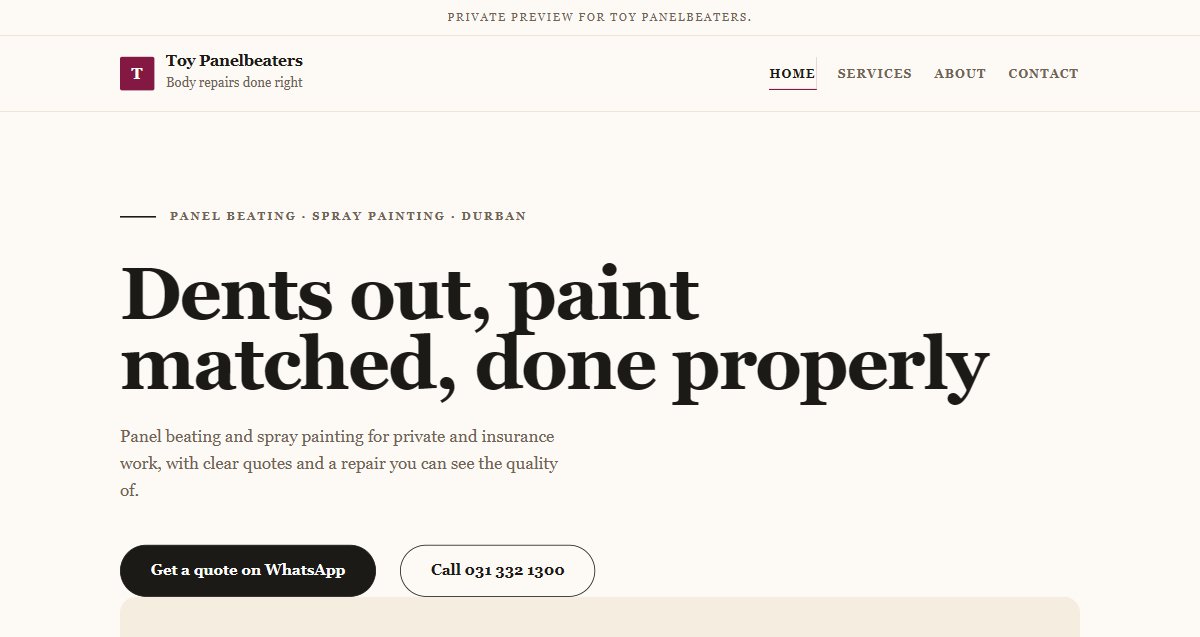 PRIVATE PREVIEW FOR TOY PANELBEATERS.
T
Toy Panelbeaters
Body repairs done right
HOME
SERVICES
ABOUT
CONTACT
PANEL BEATING · SPRAY PAINTING · DURBAN
Dents out, paint
matched, done properly
Panel beating and spray painting for private and insurance
work, with clear quotes and a repair you can see the quality
of.
Get a quote on WhatsApp
Call 031 332 1300